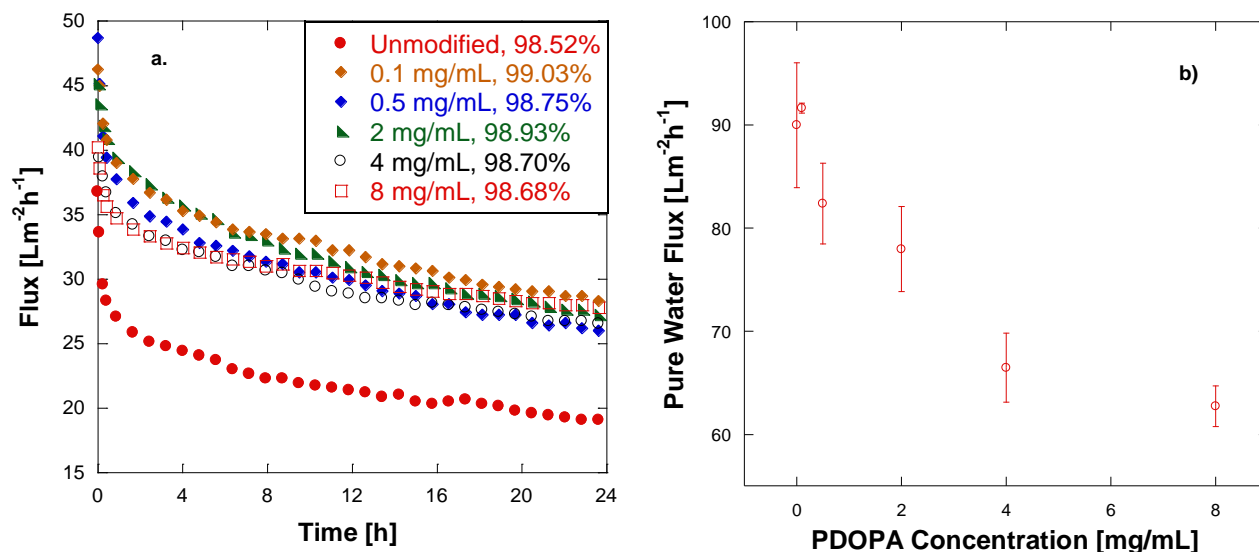 a.
Unmodified, 98.52%
0.1 mg/mL, 99.03%
0.5 mg/mL, 98.75%
2 mg/mL, 98.93%
4 mg/mL, 98.70%
8 mg/mL, 98.68%
50
45
40
35
30
25
20
15
Flux [Lm⁻²h⁻¹]
0 4 8 12 16 20 24
Time [h]
b)
100
90
80
70
60
Pure Water Flux [Lm⁻²h⁻¹]
0 2 4 6 8
PDOPA Concentration [mg/mL]